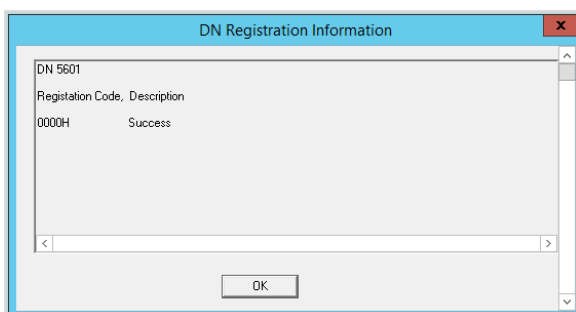 DN Registration Information
x
DN 5601
Registation Code, Description
0000H Success
OK